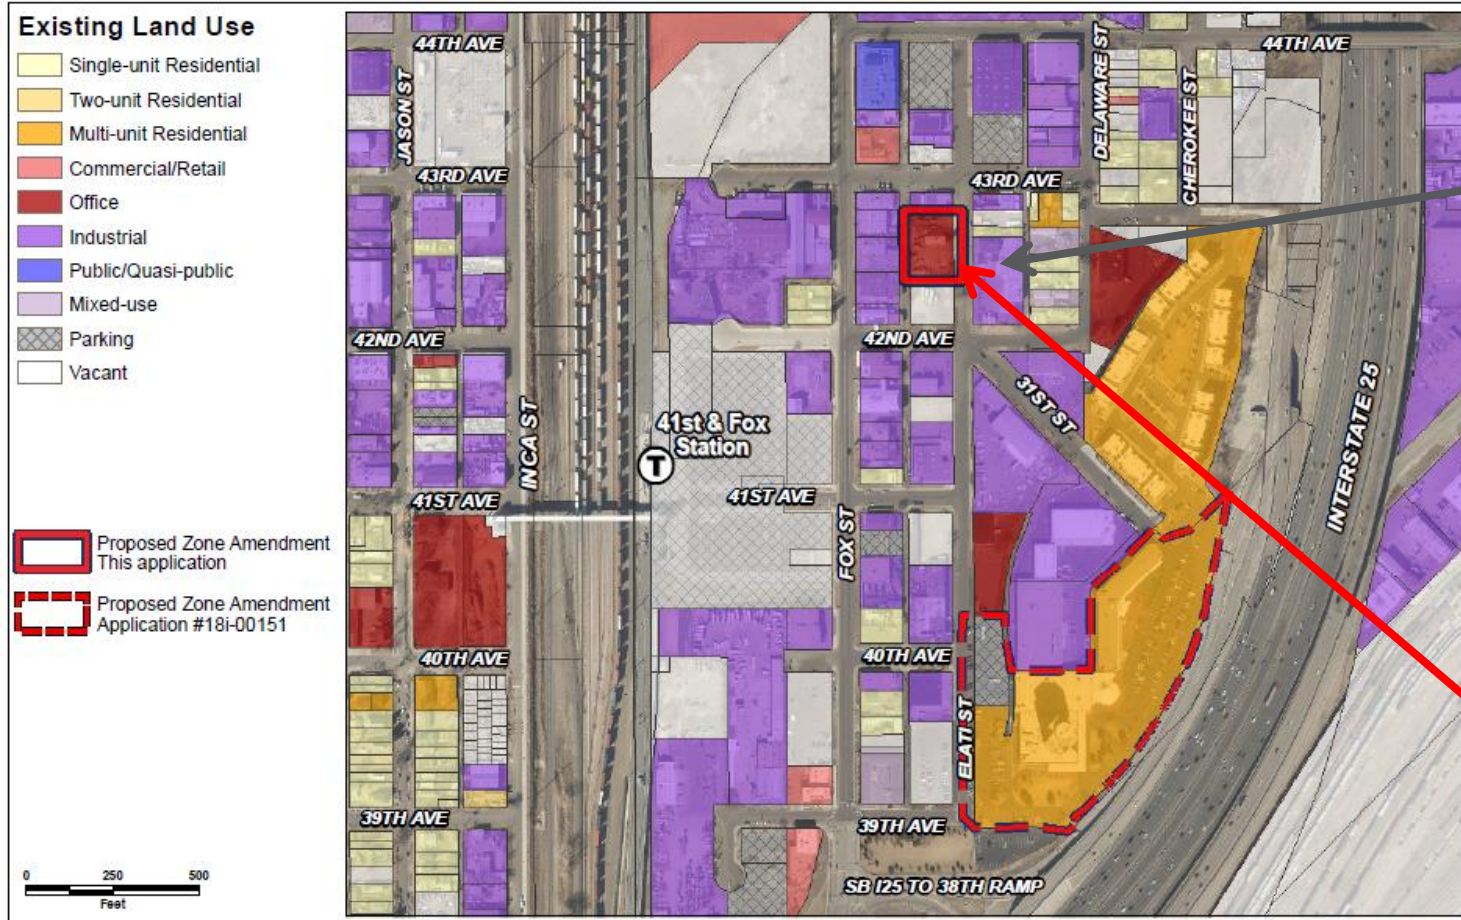 Existing Land Use
Single-unit Residential
Two-unit Residential
Multi-unit Residential
Commercial/Retail
Office
Industrial
Public/Quasi-public
Mixed-use
Parking
Vacant
Proposed Zone Amendment
This application
Proposed Zone Amendment
Application #18i-00151
0 250 500
Feet
44TH AVE
44TH AVE
JASON ST
DELAWARE ST
CHEROKEE ST
43RD AVE
43RD AVE
42ND AVE
42ND AVE
31ST ST
INTERSTATE 25
INCA ST
41st & Fox
Station
T
41ST AVE
41ST AVE
FOX ST
40TH AVE
40TH AVE
ELATI ST
39TH AVE
39TH AVE
SB I25 TO 38TH RAMP